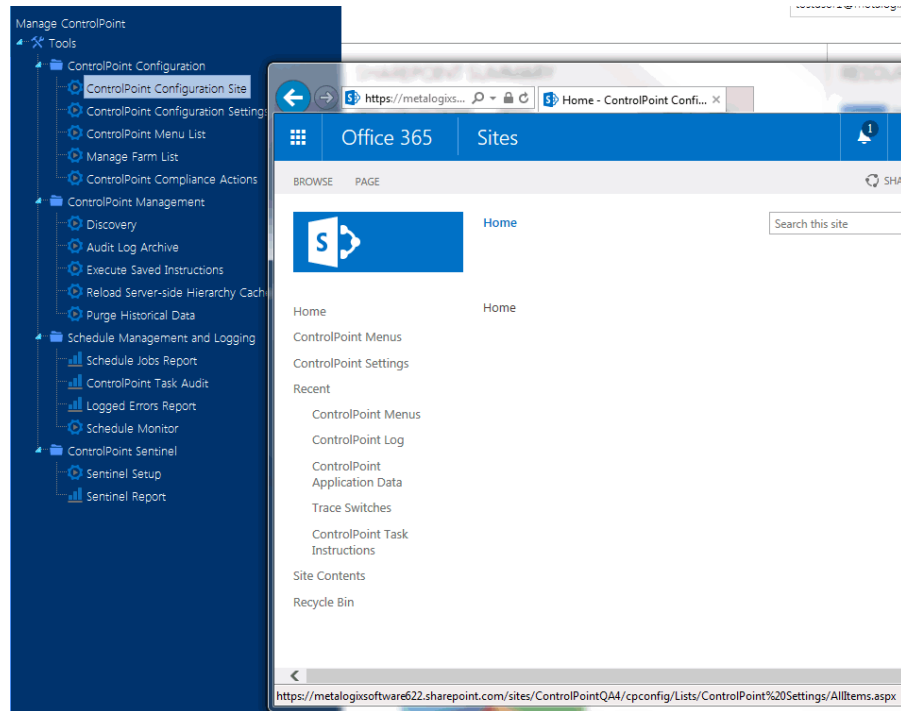 Manage ControlPoint
Tools
ControlPoint Configuration
ControlPoint Configuration Site
ControlPoint Configuration Settings
ControlPoint Menu List
Manage Farm List
ControlPoint Compliance Actions
ControlPoint Management
Discovery
Audit Log Archive
Execute Saved Instructions
Reload Server-side Hierarchy Cach
Purge Historical Data
Schedule Management and Logging
Schedule Jobs Report
ControlPoint Task Audit
Logged Errors Report
Schedule Monitor
ControlPoint Sentinel
Sentinel Setup
Sentinel Report
SHAREPOINT SUMMARY
https://metalogixs...
Home - ControlPoint Confi...
Office 365
Sites
1
BROWSE
PAGE
SHA
S
Home
Search this site
Home
Home
ControlPoint Menus
ControlPoint Settings
Recent
ControlPoint Menus
ControlPoint Log
ControlPoint
Application Data
Trace Switches
ControlPoint Task
Instructions
Site Contents
Recycle Bin
https://metalogixsoftware622.sharepoint.com/sites/ControlPointQA4/cpconfig/Lists/ControlPoint%20Settings/AllItems.aspx